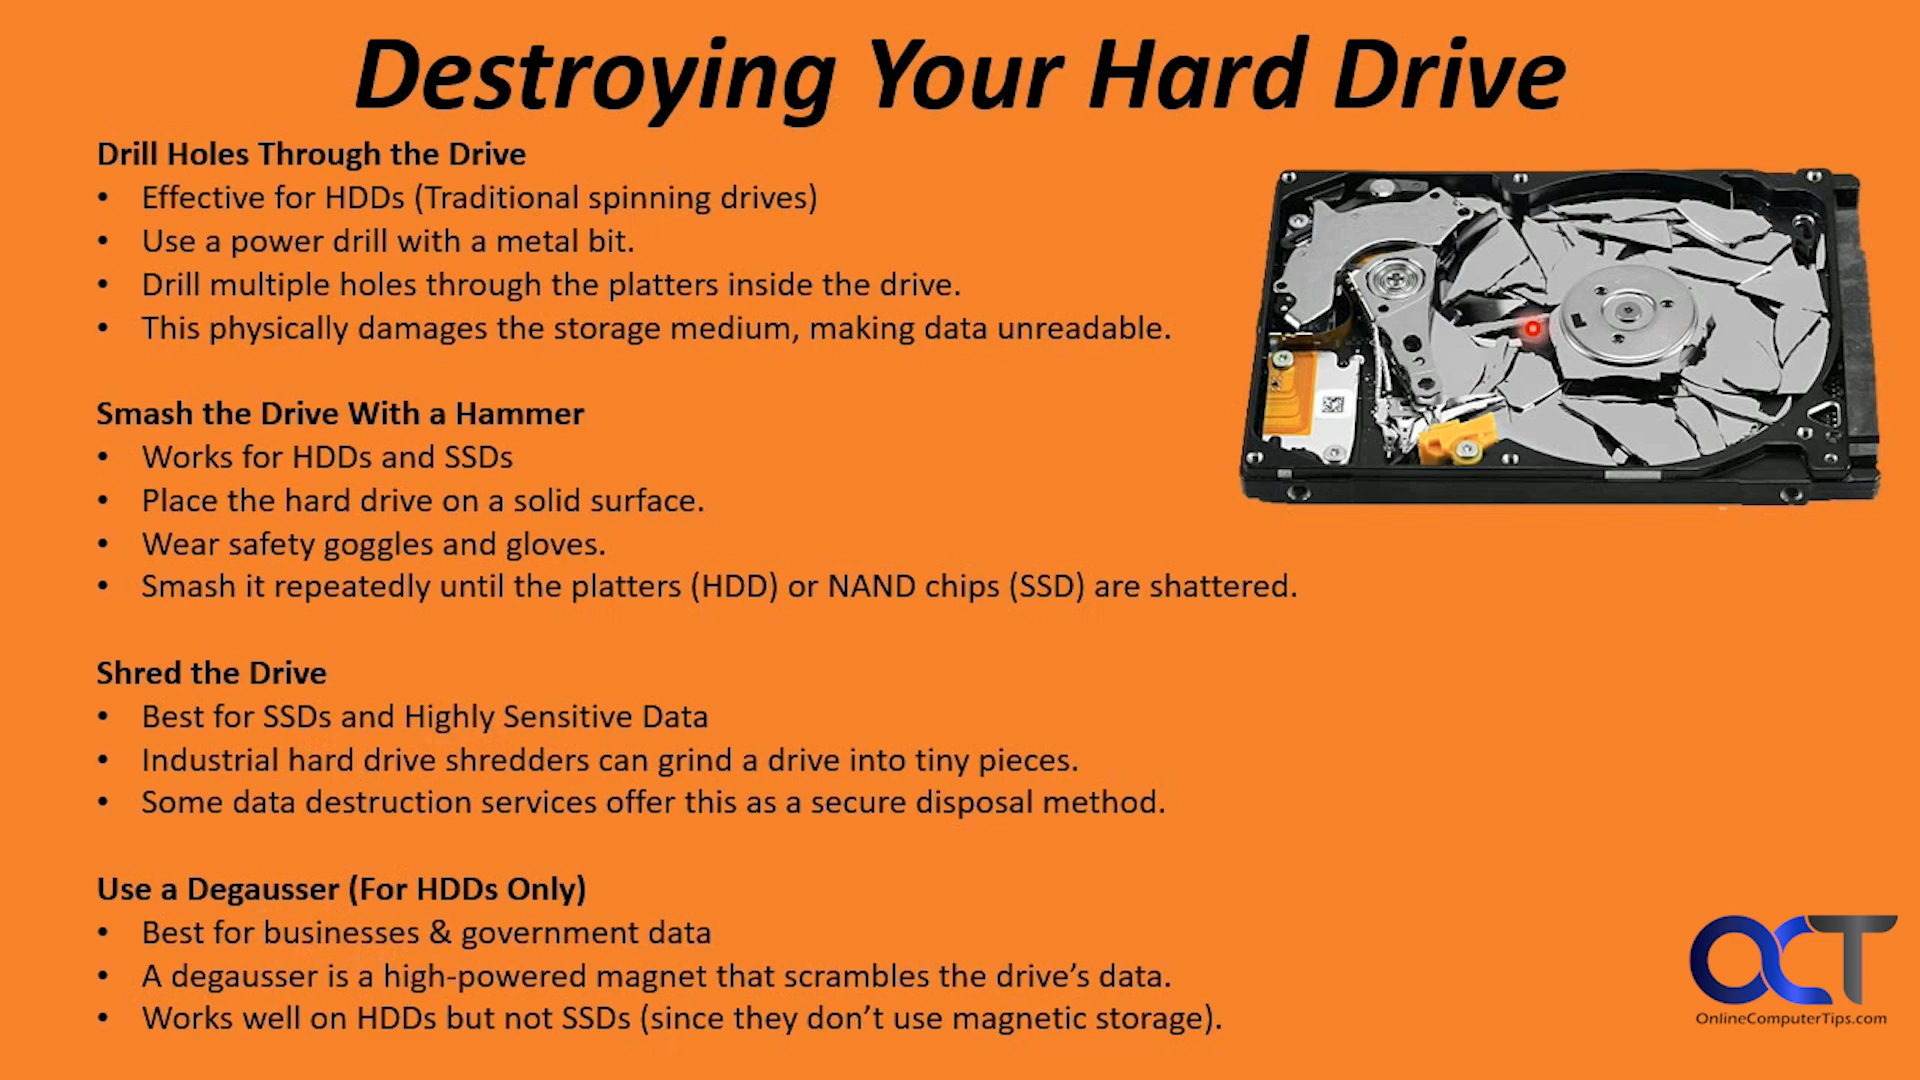 Destroying Your Hard Drive
Drill Holes Through the Drive
• Effective for HDDs (Traditional spinning drives)
• Use a power drill with a metal bit.
• Drill multiple holes through the platters inside the drive.
• This physically damages the storage medium, making data unreadable.
Smash the Drive With a Hammer
• Works for HDDs and SSDs
• Place the hard drive on a solid surface.
• Wear safety goggles and gloves.
• Smash it repeatedly until the platters (HDD) or NAND chips (SSD) are shattered.
Shred the Drive
• Best for SSDs and Highly Sensitive Data
• Industrial hard drive shredders can grind a drive into tiny pieces.
• Some data destruction services offer this as a secure disposal method.
Use a Degausser (For HDDs Only)
• Best for businesses & government data
• A degausser is a high-powered magnet that scrambles the drive’s data.
• Works well on HDDs but not SSDs (since they don’t use magnetic storage).
OCT
OnlineComputerTips.com